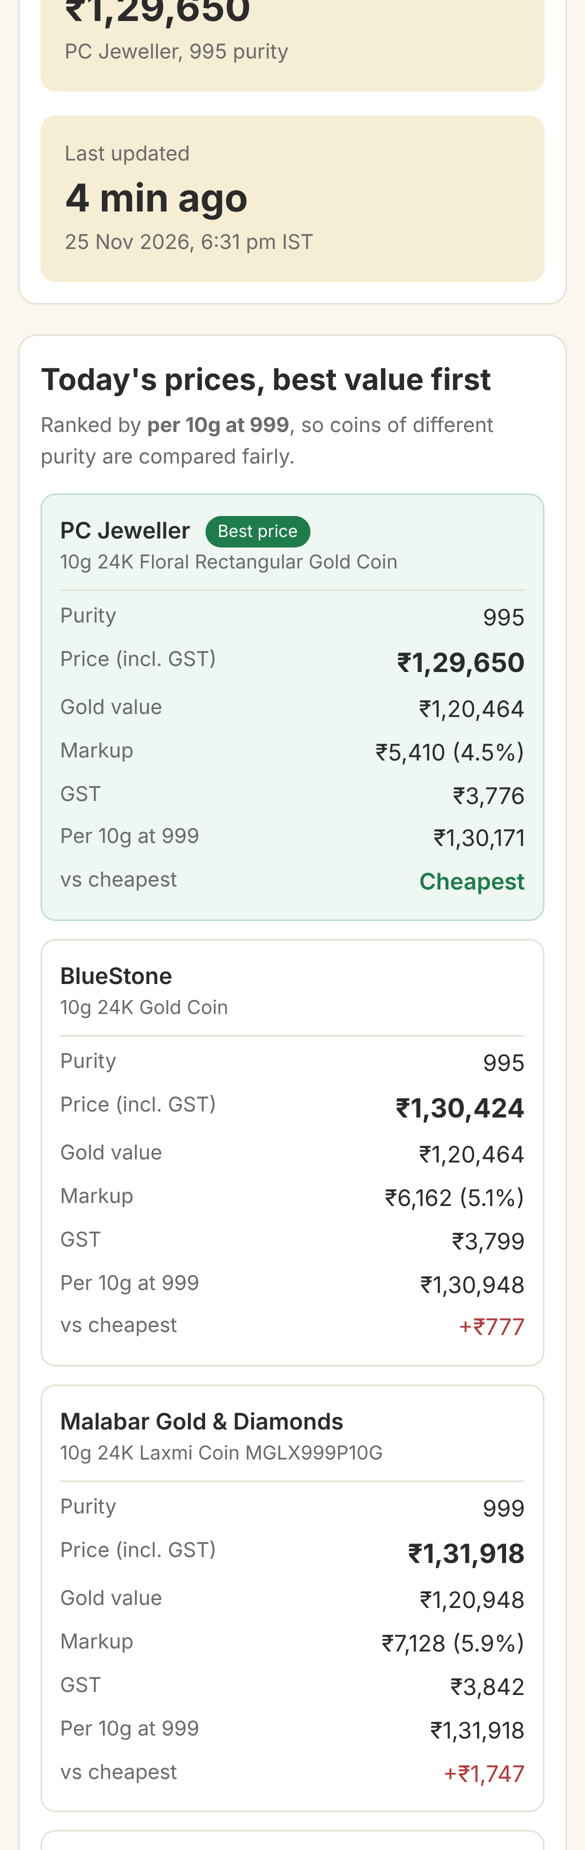 ₹1,29,650
PC Jeweller, 995 purity
Last updated
4 min ago
25 Nov 2026, 6:31 pm IST
Today's prices, best value first
Ranked by per 10g at 999, so coins of different
purity are compared fairly.
PC Jeweller Best price
10g 24K Floral Rectangular Gold Coin
Purity 995
Price (incl. GST) ₹1,29,650
Gold value ₹1,20,464
Markup ₹5,410 (4.5%)
GST ₹3,776
Per 10g at 999 ₹1,30,171
vs cheapest Cheapest
BlueStone
10g 24K Gold Coin
Purity 995
Price (incl. GST) ₹1,30,424
Gold value ₹1,20,464
Markup ₹6,162 (5.1%)
GST ₹3,799
Per 10g at 999 ₹1,30,948
vs cheapest +₹777
Malabar Gold & Diamonds
10g 24K Laxmi Coin MGLX999P10G
Purity 999
Price (incl. GST) ₹1,31,918
Gold value ₹1,20,948
Markup ₹7,128 (5.9%)
GST ₹3,842
Per 10g at 999 ₹1,31,918
vs cheapest +₹1,747